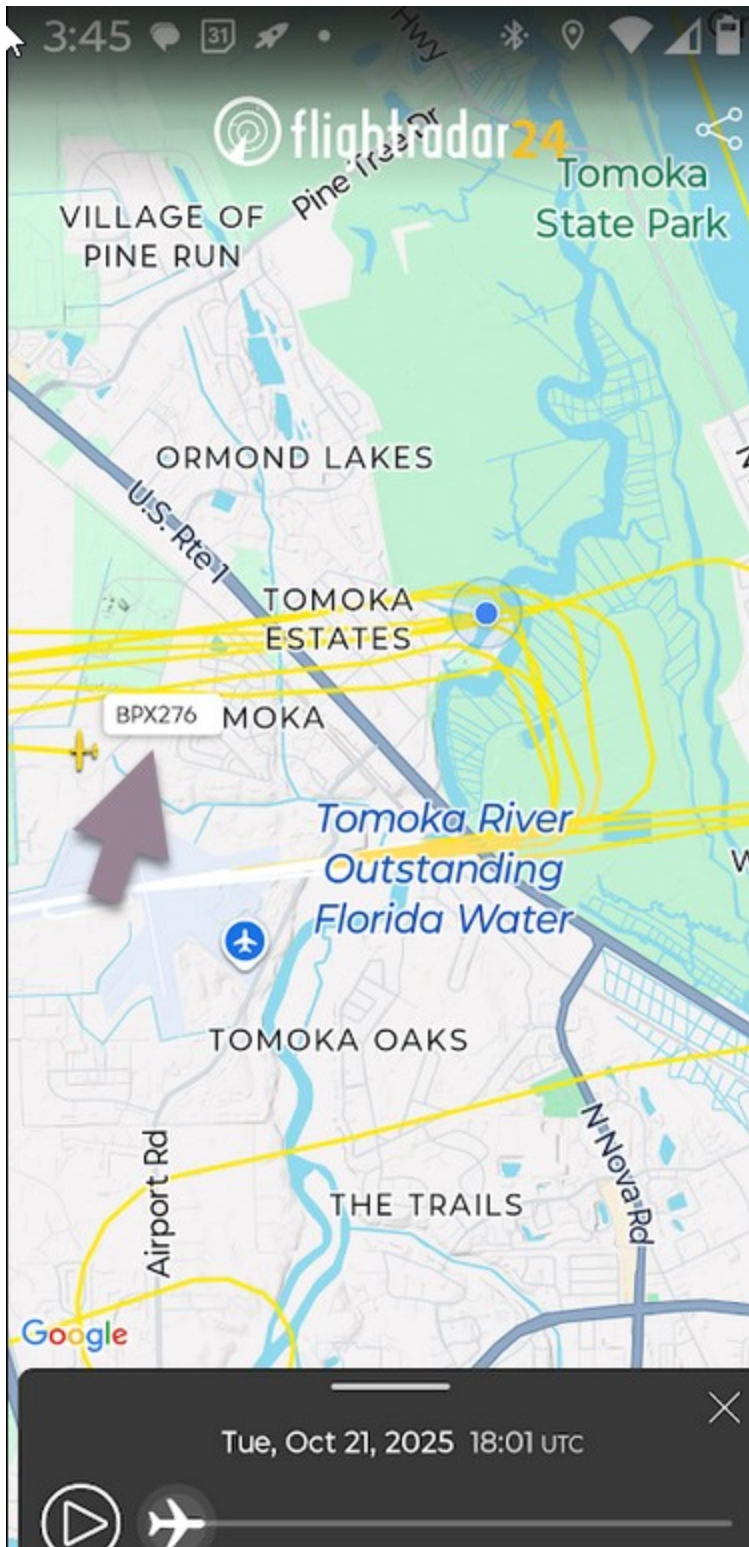 3:45
31
Hwy
flightradar24
Pine Tree Dr
Tomoka
State Park
VILLAGE OF
PINE RUN
ORMOND LAKES
U.S. Rte 1
TOMOKA
ESTATES
BPX276
MOKA
Tomoka River
Outstanding
Florida Water
W
TOMOKA OAKS
N Nova Rd
Airport Rd
THE TRAILS
Google
Tue, Oct 21, 2025 18:01 UTC